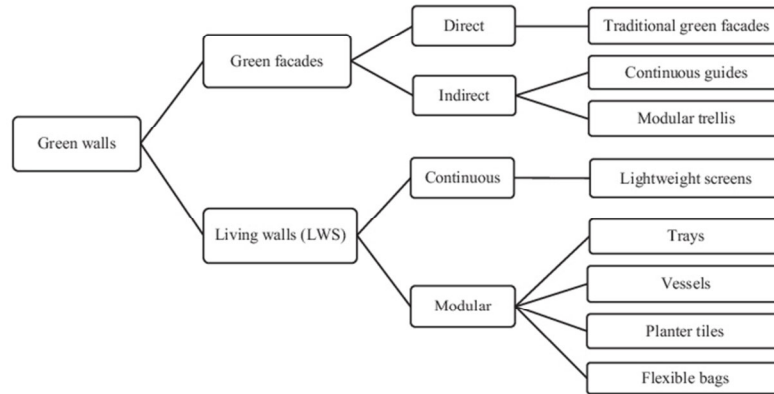 Green walls
Green facades
Direct
Traditional green facades
Indirect
Continuous guides
Modular trellis
Living walls (LWS)
Continuous
Lightweight screens
Modular
Trays
Vessels
Planter tiles
Flexible bags